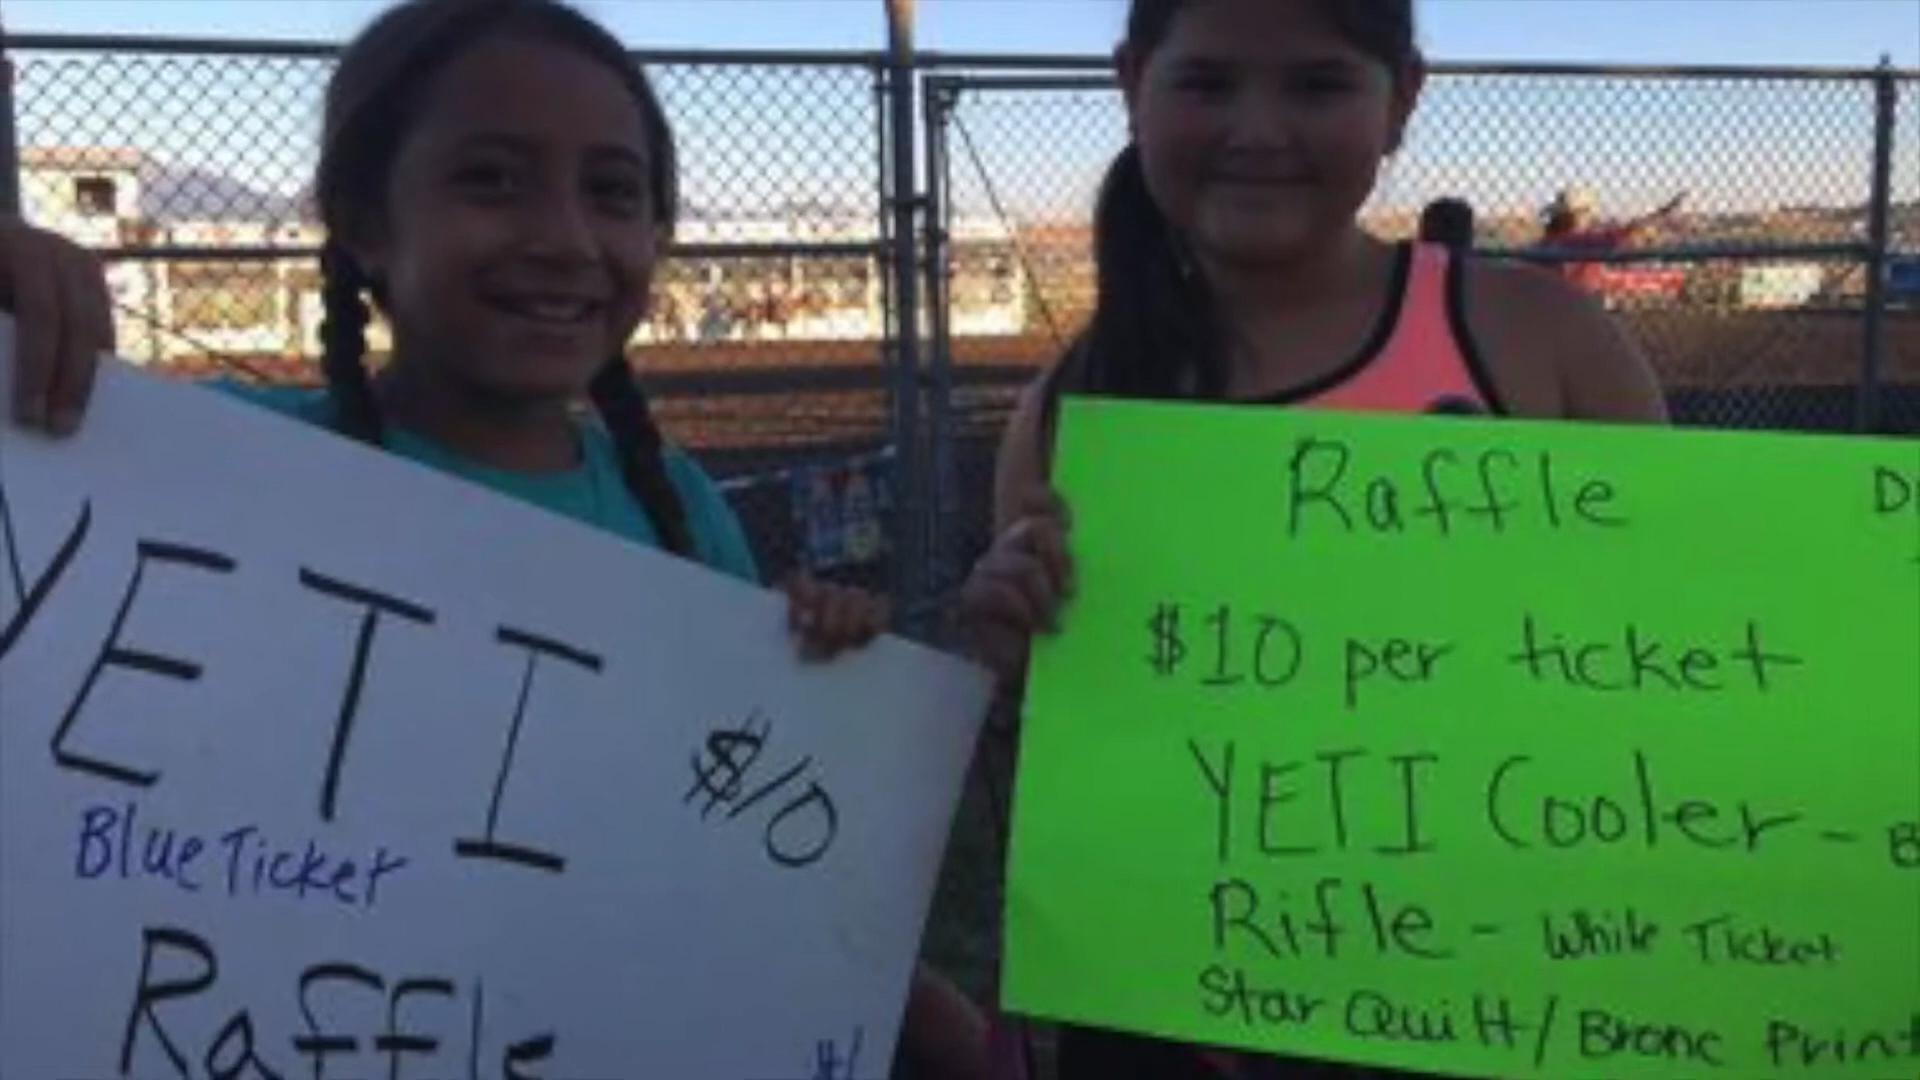 YETI
$10
Blue Ticket
Raffle
Raffle
$10 per ticket
YETI Cooler -
Rifle - White Ticket
Star Quilt/Bronc Print